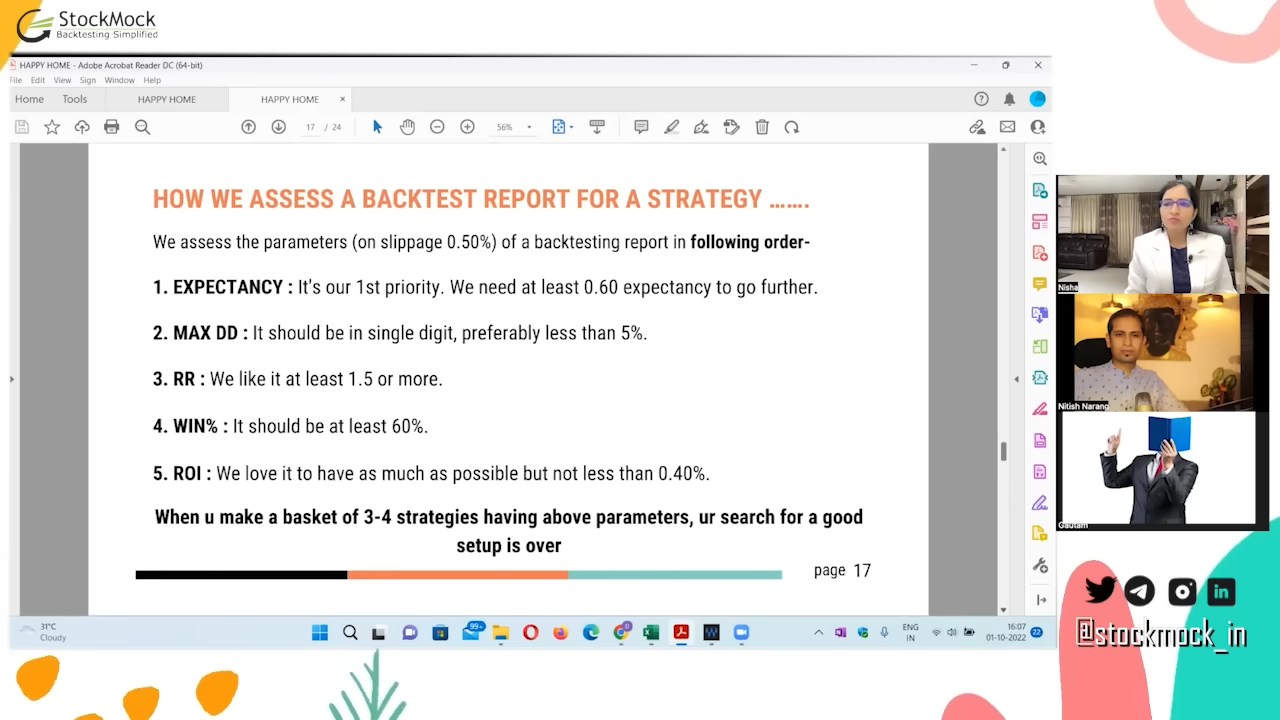 StockMock
Backtesting Simplified
HAPPY HOME - Adobe Acrobat Reader DC (64-bit)
File Edit View Sign Window Help
Home Tools HAPPY HOME HAPPY HOME ×
17 / 24 56%
HOW WE ASSESS A BACKTEST REPORT FOR A STRATEGY …….
We assess the parameters (on slippage 0.50%) of a backtesting report in following order-
1. EXPECTANCY : It's our 1st priority. We need at least 0.60 expectancy to go further.
2. MAX DD : It should be in single digit, preferably less than 5%.
3. RR : We like it at least 1.5 or more.
4. WIN% : It should be at least 60%.
5. ROI : We love it to have as much as possible but not less than 0.40%.
When u make a basket of 3-4 strategies having above parameters, ur search for a good
setup is over
page 17
Nisha
Nitish Narang
Gautam
@stockmock_in
31°C
Cloudy
99+
ENG
IN
16:07
01-10-2022
22